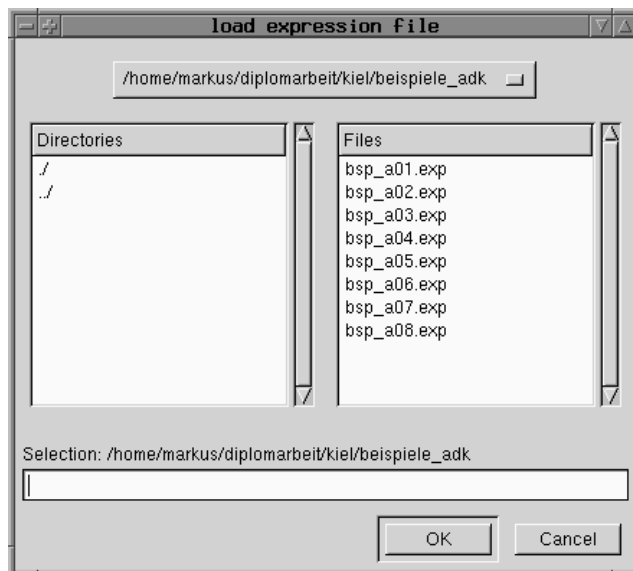 load expression file
/home/markus/diplomarbeit/kiel/beispiele_adk
Directories
./
../
Files
bsp_a01.exp
bsp_a02.exp
bsp_a03.exp
bsp_a04.exp
bsp_a05.exp
bsp_a06.exp
bsp_a07.exp
bsp_a08.exp
Selection: /home/markus/diplomarbeit/kiel/beispiele_adk
OK
Cancel